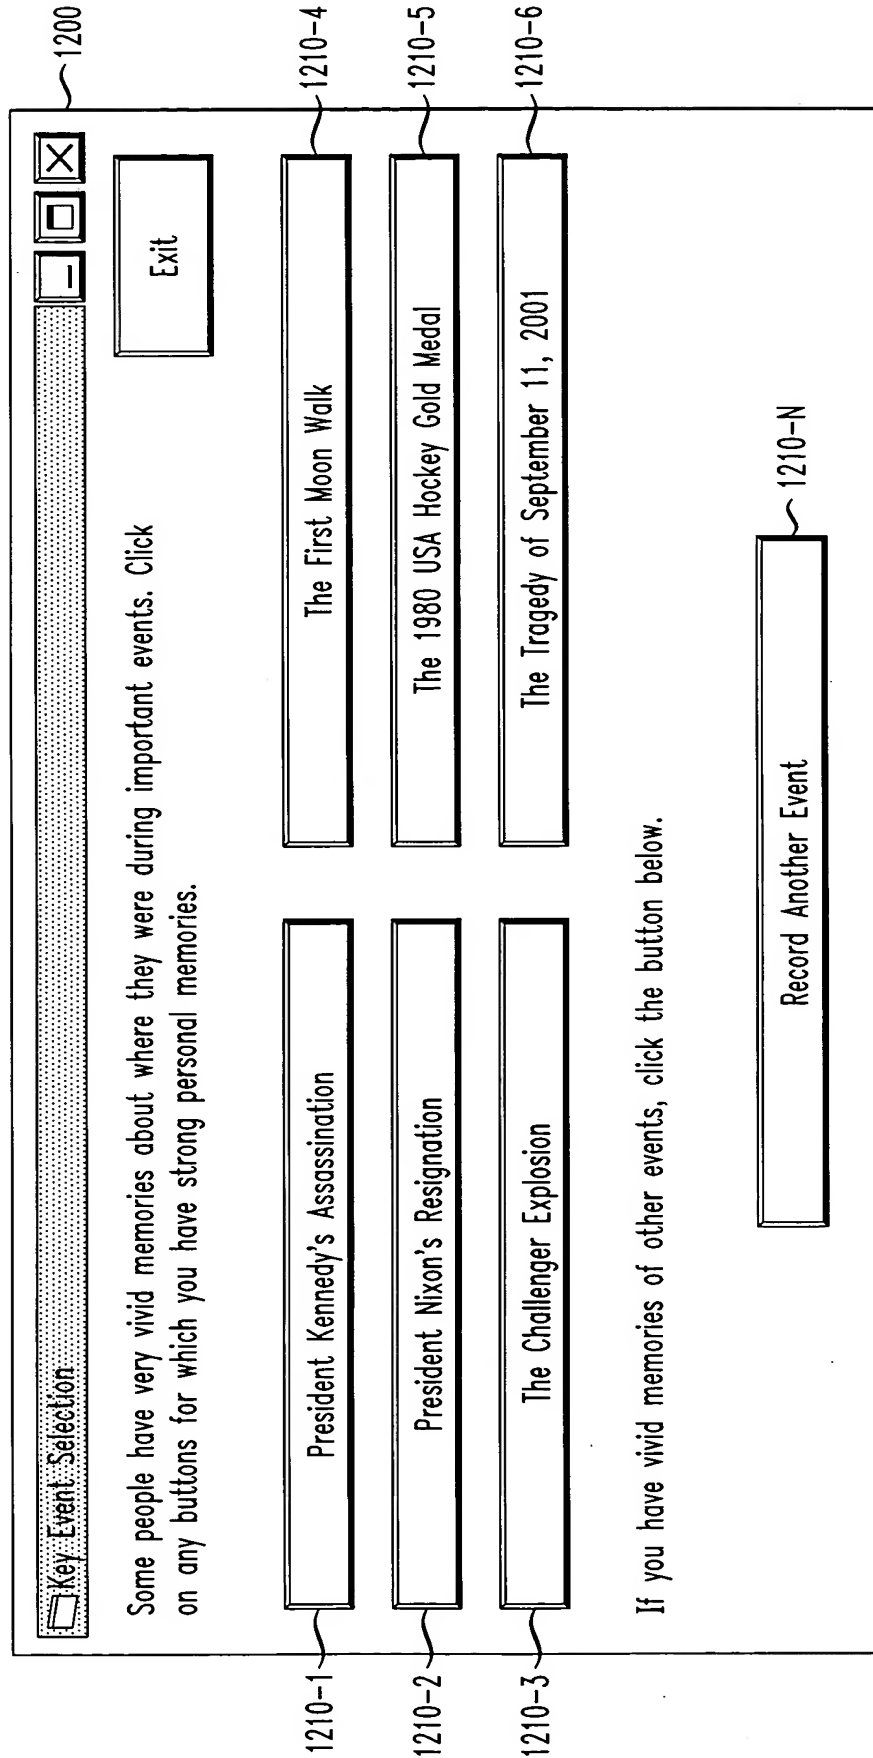 1200
Key Event Selection
Exit
Some people have very vivid memories about where they were during important events. Click
on any buttons for which you have strong personal memories.
1210-1
President Kennedy's Assassination
The First Moon Walk
1210-4
1210-2
President Nixon's Resignation
The 1980 USA Hockey Gold Medal
1210-5
1210-3
The Challenger Explosion
The Tragedy of September 11, 2001
1210-6
If you have vivid memories of other events, click the button below.
Record Another Event
1210-N